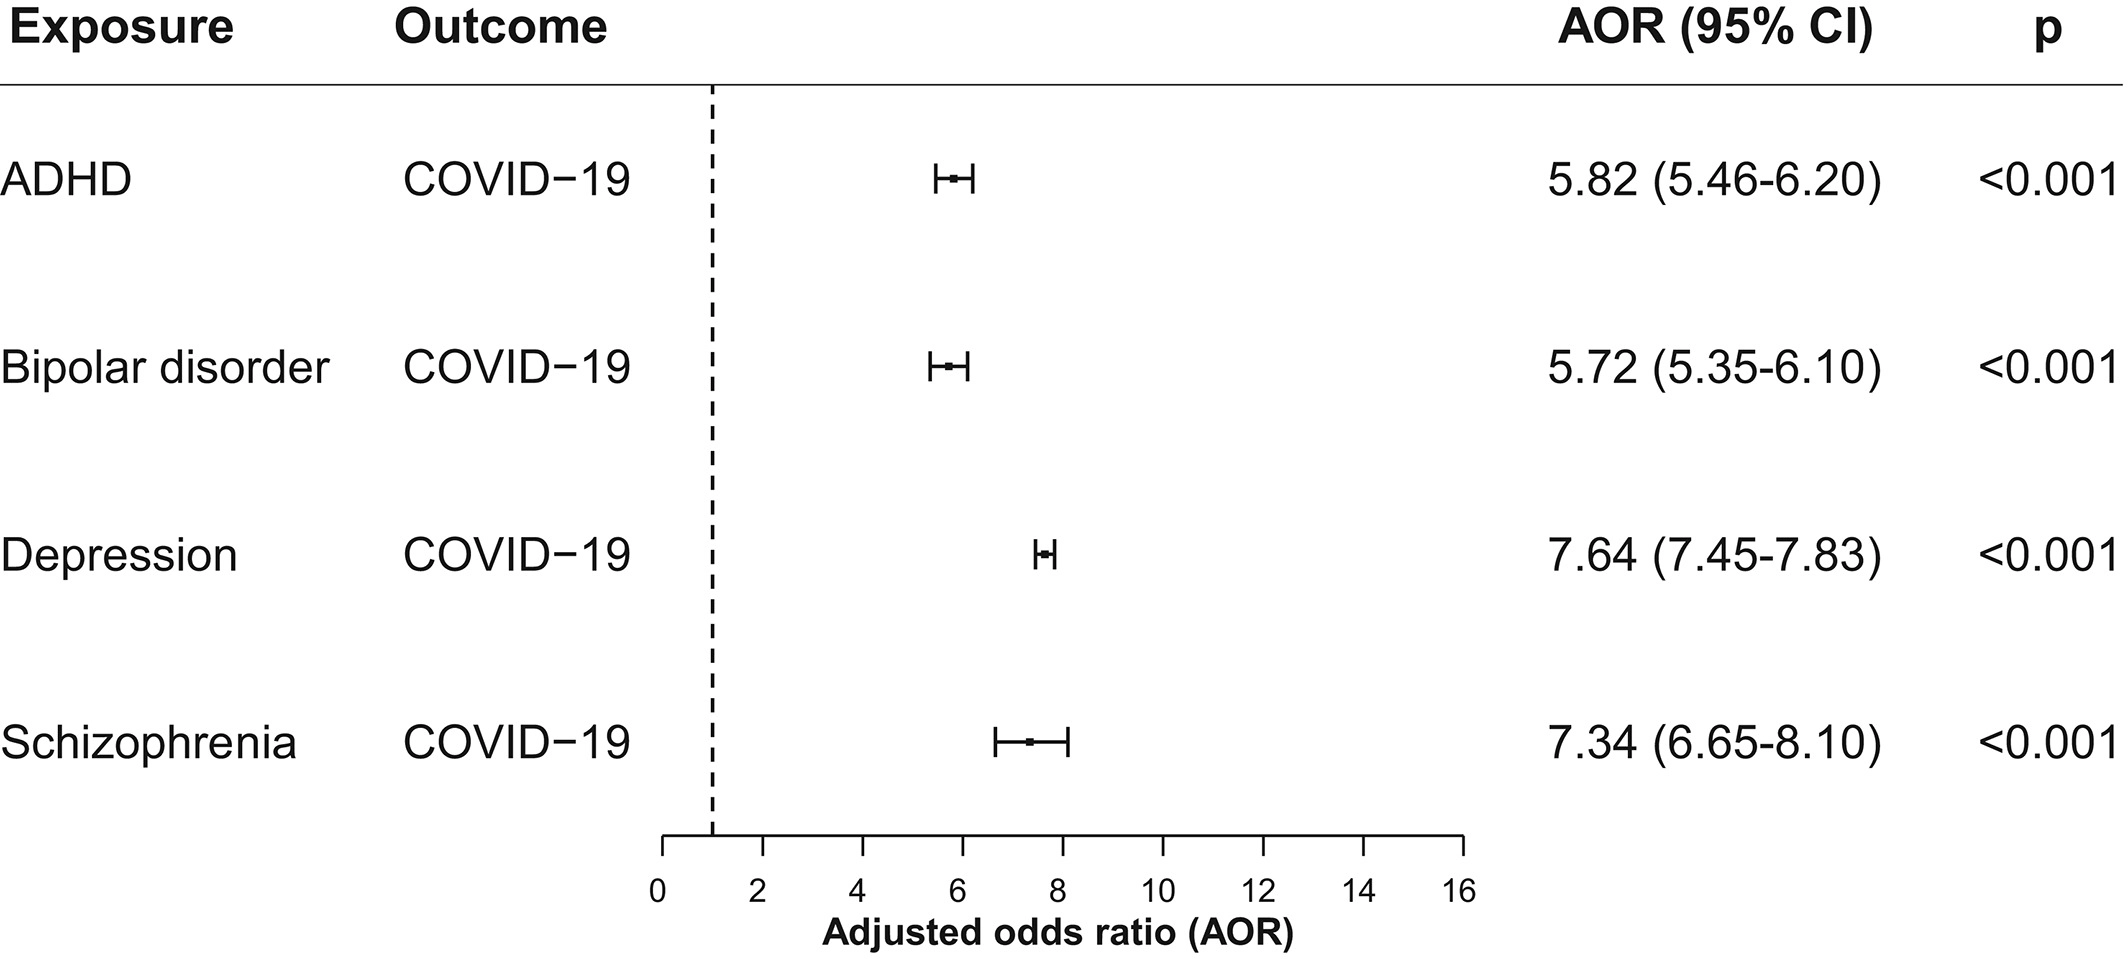 Exposure Outcome AOR (95% CI) p
ADHD COVID−19 5.82 (5.46-6.20) <0.001
Bipolar disorder COVID−19 5.72 (5.35-6.10) <0.001
Depression COVID−19 7.64 (7.45-7.83) <0.001
Schizophrenia COVID−19 7.34 (6.65-8.10) <0.001
0 2 4 6 8 10 12 14 16
Adjusted odds ratio (AOR)